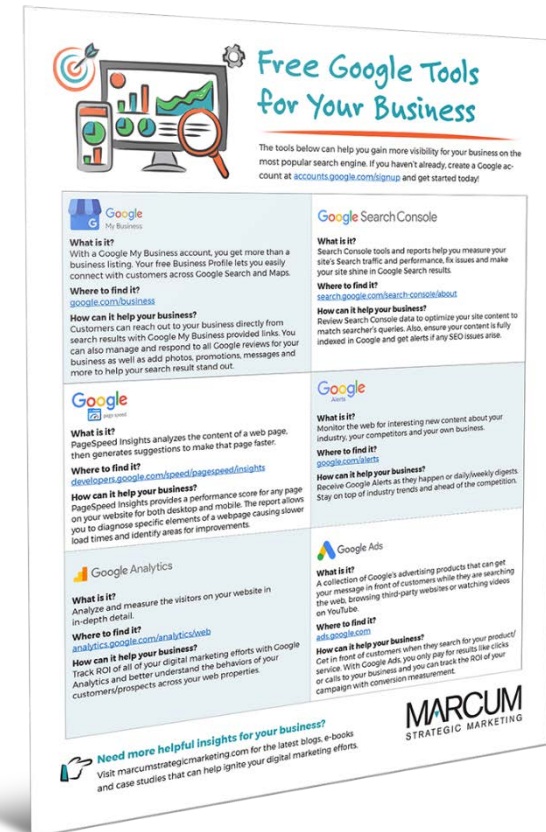 Free Google Tools
for Your Business
The tools below can help you gain more visibility for your business on the
most popular search engine. If you haven't already, create a Google ac-
count at accounts.google.com/signup and get started today!
Google
My Business
What is it?
With a Google My Business account, you get more than a
business listing. Your free Business Profile lets you easily
connect with customers across Google Search and Maps.
Where to find it?
google.com/business
How can it help your business?
Customers can reach out to your business directly from
search results with Google My Business provided links. You
can also manage and respond to all Google reviews for your
business as well as add photos, promotions, messages and
more to help your search result stand out.
Google Search Console
What is it?
Search Console tools and reports help you measure your
site's Search traffic and performance, fix issues and make
your site shine in Google Search results.
Where to find it?
search.google.com/search-console/about
How can it help your business?
Review Search Console data to optimize your site content to
match searcher's queries. Also, ensure your content is fully
indexed in Google and get alerts if any SEO issues arise.
Google
page speed
What is it?
PageSpeed Insights analyzes the content of a web page,
then generates suggestions to make that page faster.
Where to find it?
developers.google.com/speed/pagespeed/insights
How can it help your business?
PageSpeed Insights provides a performance score for any page
on your website for both desktop and mobile. The report allows
you to diagnose specific elements of a webpage causing slower
load times and identify areas for improvements.
Google
Alerts
What is it?
Monitor the web for interesting new content about your
industry, your competitors and your own business.
Where to find it?
google.com/alerts
How can it help your business?
Receive Google Alerts as they happen or daily/weekly digests.
Stay on top of industry trends and ahead of the competition.
Google Analytics
What is it?
Analyze and measure the visitors on your website in
in-depth detail.
Where to find it?
analytics.google.com/analytics/web
How can it help your business?
Track ROI of all of your digital marketing efforts with Google
Analytics and better understand the behaviors of your
customers/prospects across your web properties.
Google Ads
What is it?
A collection of Google's advertising products that can get
your message in front of customers while they are searching
the web, browsing third-party websites or watching videos
on YouTube.
Where to find it?
ads.google.com
How can it help your business?
Get in front of customers when they search for your product/
service. With Google Ads, you only pay for results like clicks
or calls to your business and you can track the ROI of your
campaign with conversion measurement.
Need more helpful insights for your business?
Visit marcumstrategicmarketing.com for the latest blogs, e-books
and case studies that can help ignite your digital marketing efforts.
MARCUM
STRATEGIC MARKETING